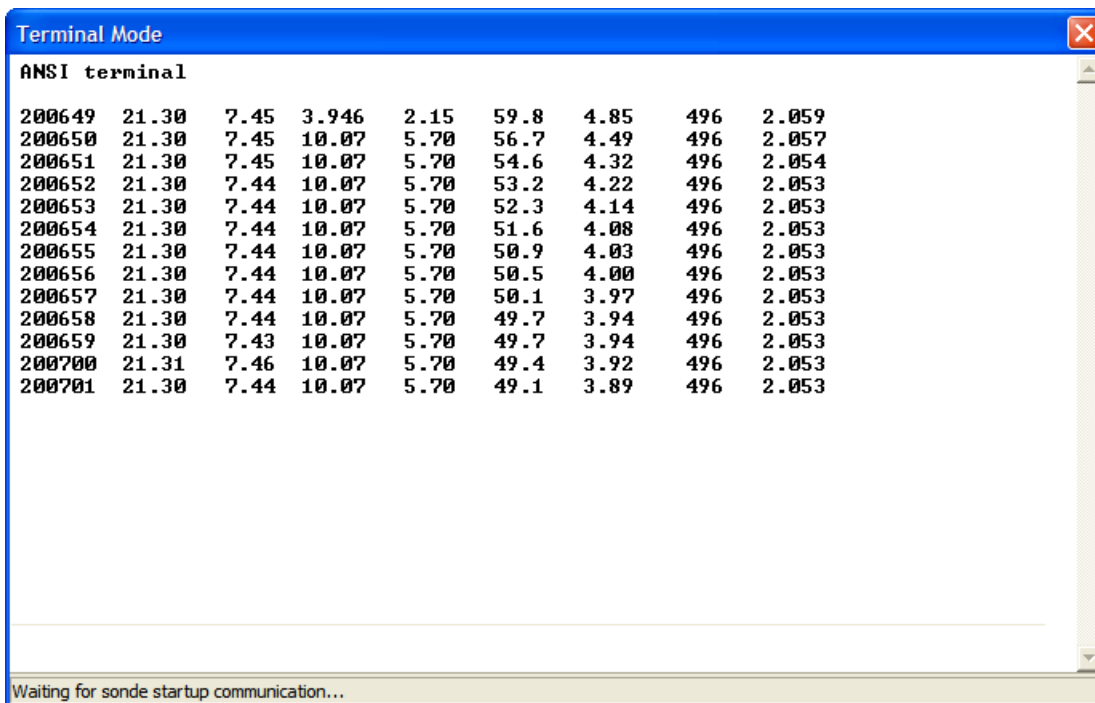 Terminal Mode
ANSI terminal
200649 21.30 7.45 3.946 2.15 59.8 4.85 496 2.059
200650 21.30 7.45 10.07 5.70 56.7 4.49 496 2.057
200651 21.30 7.45 10.07 5.70 54.6 4.32 496 2.054
200652 21.30 7.44 10.07 5.70 53.2 4.22 496 2.053
200653 21.30 7.44 10.07 5.70 52.3 4.14 496 2.053
200654 21.30 7.44 10.07 5.70 51.6 4.08 496 2.053
200655 21.30 7.44 10.07 5.70 50.9 4.03 496 2.053
200656 21.30 7.44 10.07 5.70 50.5 4.00 496 2.053
200657 21.30 7.44 10.07 5.70 50.1 3.97 496 2.053
200658 21.30 7.44 10.07 5.70 49.7 3.94 496 2.053
200659 21.30 7.43 10.07 5.70 49.7 3.94 496 2.053
200700 21.31 7.46 10.07 5.70 49.4 3.92 496 2.053
200701 21.30 7.44 10.07 5.70 49.1 3.89 496 2.053
Waiting for sonde startup communication...